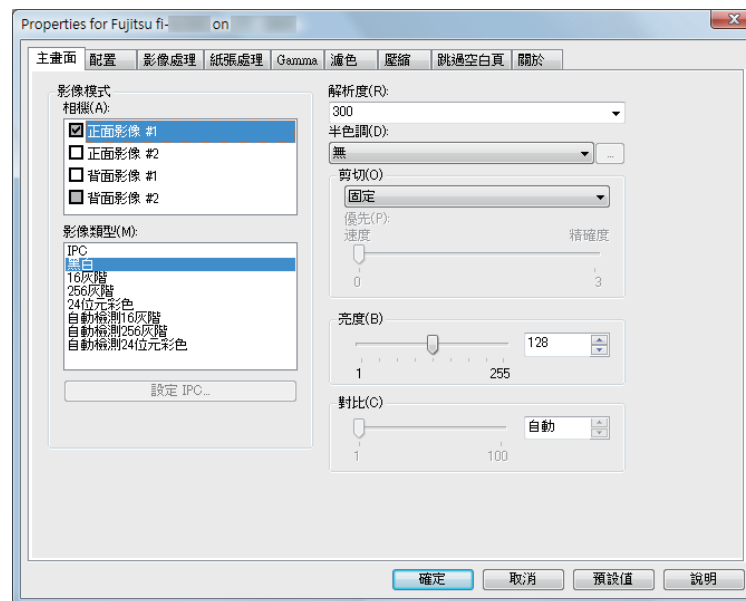 Properties for Fujitsu fi- on
主畫面 配置 影像處理 紙張處理 Gamma 濾色 壓縮 跳過空白頁 關於
影像模式
相機(A):
正面影像 #1
正面影像 #2
背面影像 #1
背面影像 #2
影像類型(M):
IPC
黑白
16灰階
256灰階
24位元彩色
自動檢測16灰階
自動檢測256灰階
自動檢測24位元彩色
設定 IPC...
解析度(R):
300
半色調(D):
無
...
剪切(O)
固定
優先(P):
速度 精確度
0 3
亮度(B)
128
1 255
對比(C)
自動
1 100
確定 取消 預設值 說明